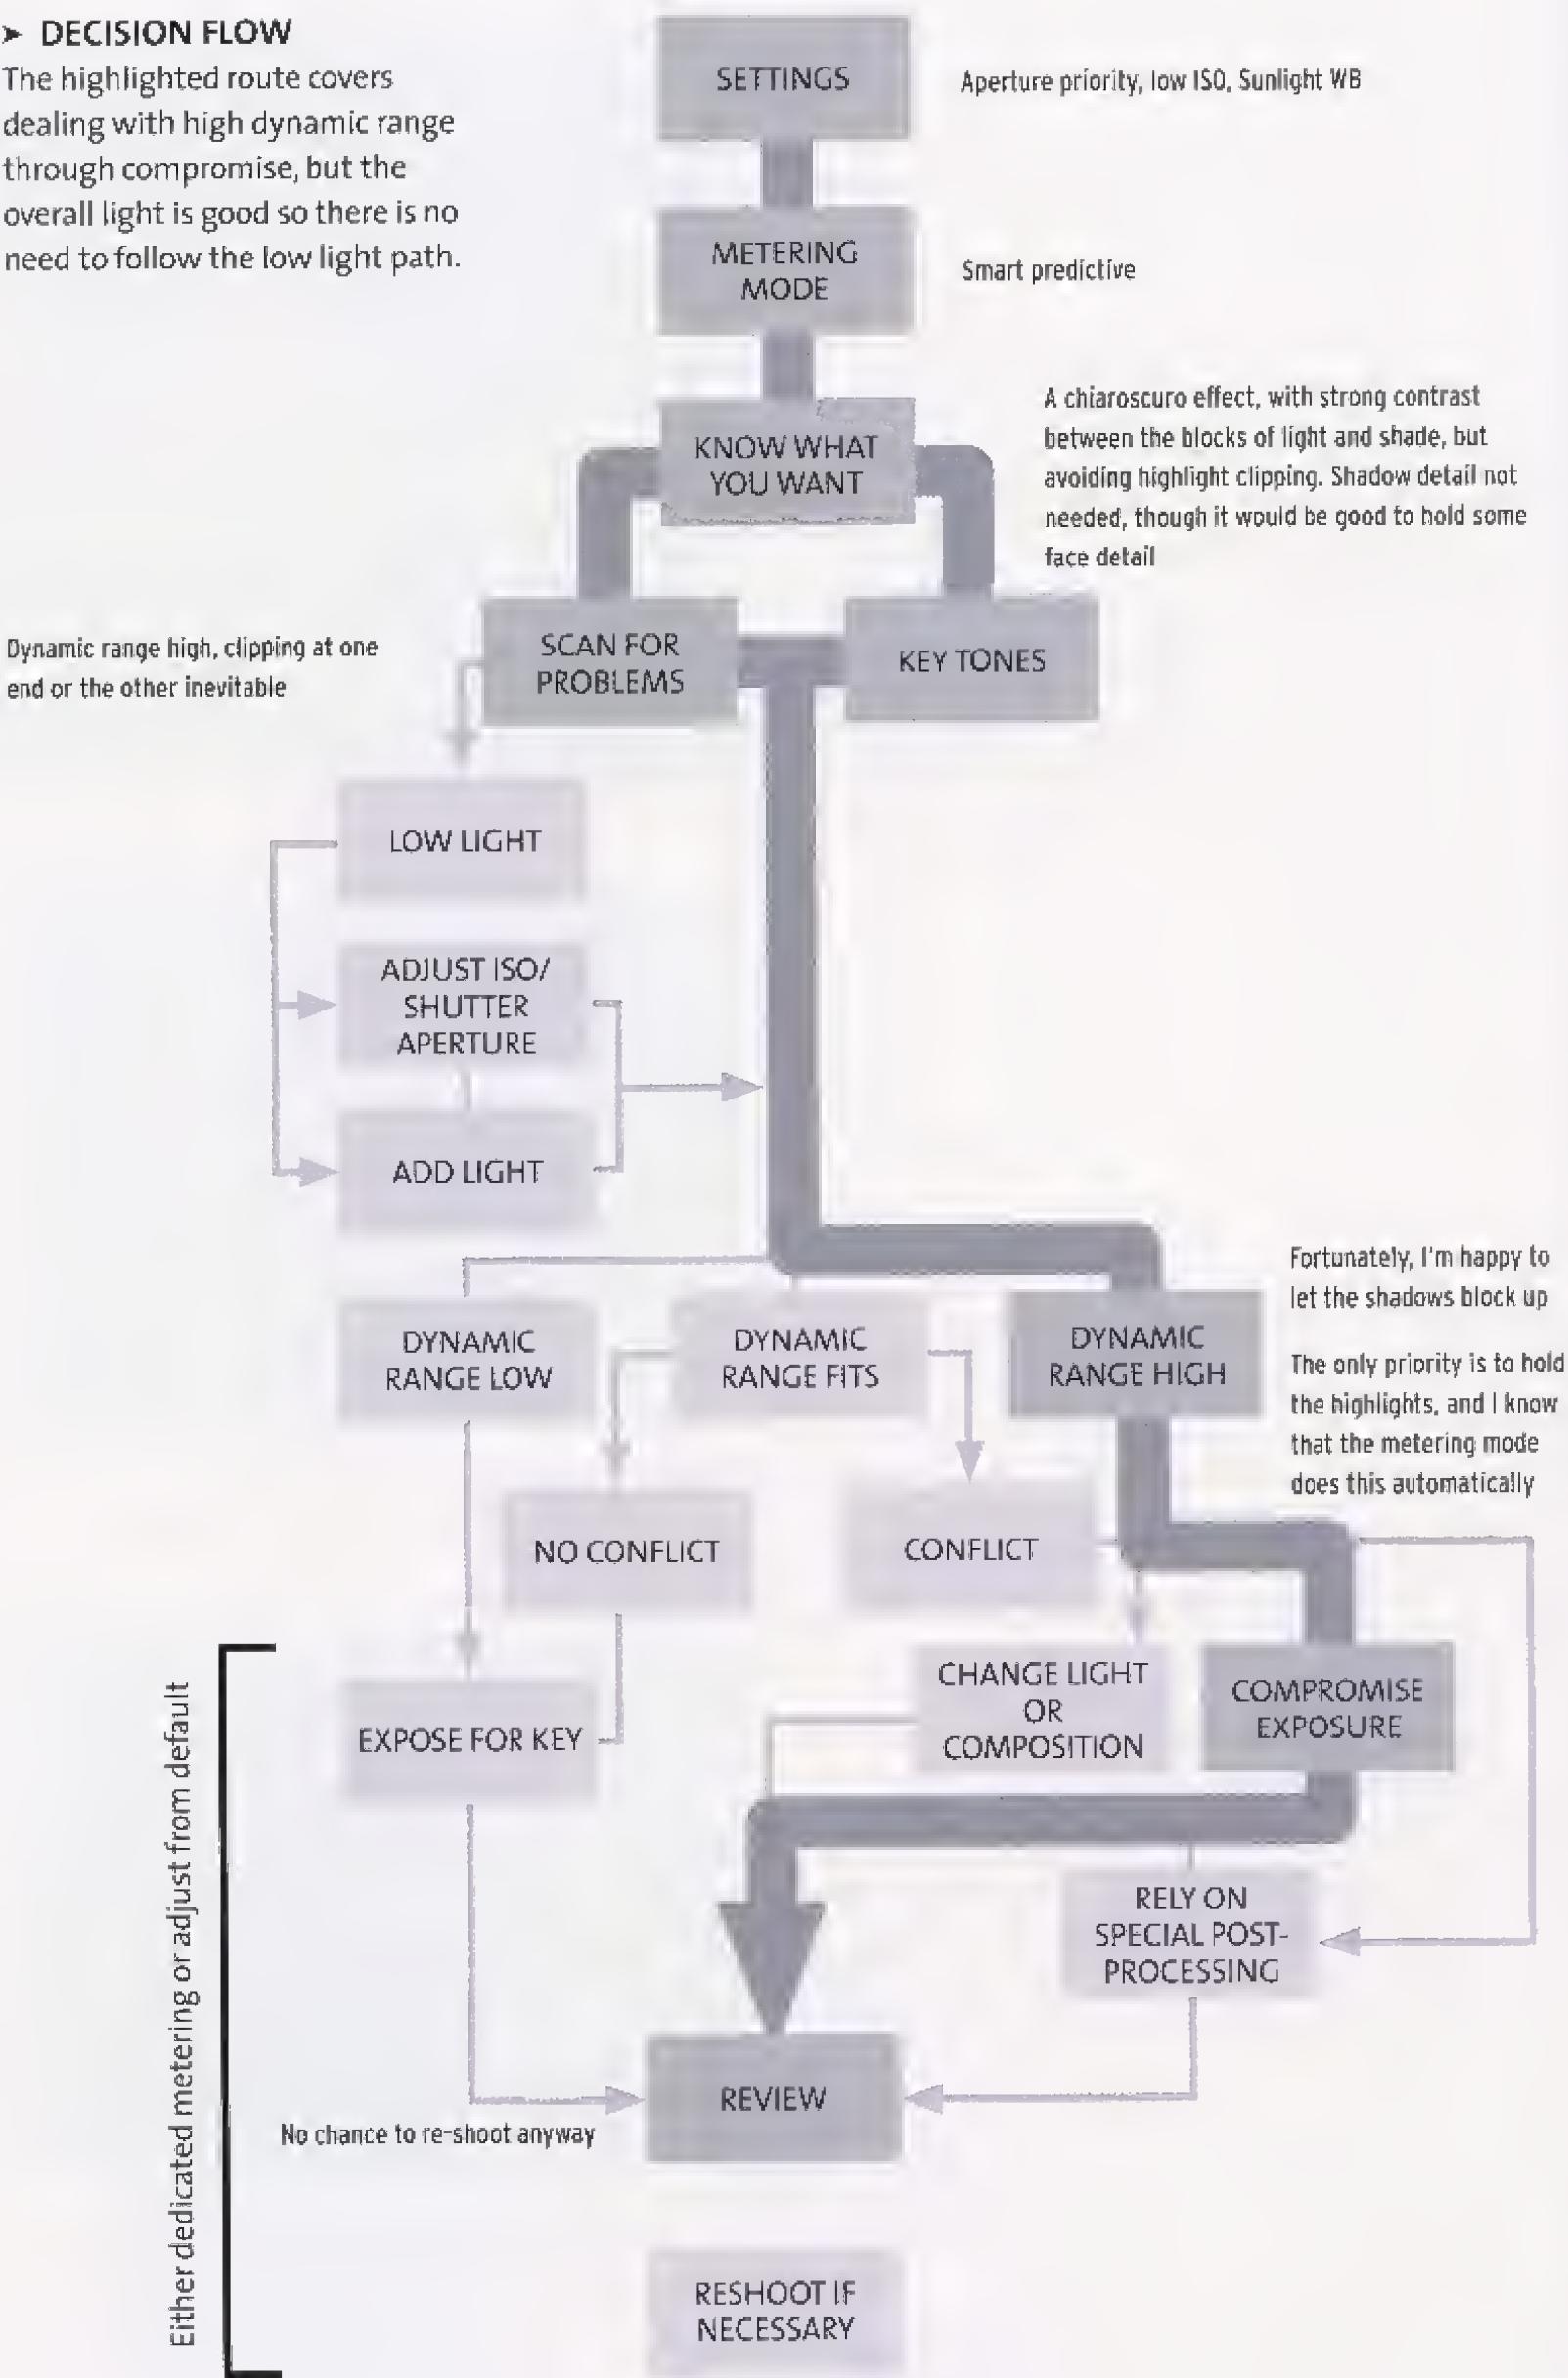 ➤ DECISION FLOW
The highlighted route covers
dealing with high dynamic range
through compromise, but the
overall light is good so there is no
need to follow the low light path.
SETTINGS
Aperture priority, low ISO, Sunlight WB
METERING
MODE
Smart predictive
KNOW WHAT
YOU WANT
A chiaroscuro effect, with strong contrast
between the blocks of light and shade, but
avoiding highlight clipping. Shadow detail not
needed, though it would be good to hold some
face detail
Dynamic range high, clipping at one
end or the other inevitable
SCAN FOR
PROBLEMS
KEY TONES
LOW LIGHT
ADJUST ISO/
SHUTTER
APERTURE
ADD LIGHT
DYNAMIC
RANGE LOW
DYNAMIC
RANGE FITS
DYNAMIC
RANGE HIGH
Fortunately, I'm happy to
let the shadows block up
The only priority is to hold
the highlights, and I know
that the metering mode
does this automatically
NO CONFLICT
CONFLICT
EXPOSE FOR KEY
CHANGE LIGHT
OR
COMPOSITION
COMPROMISE
EXPOSURE
RELY ON
SPECIAL POST-
PROCESSING
REVIEW
No chance to re-shoot anyway
RESHOOT IF
NECESSARY
Either dedicated metering or adjust from default